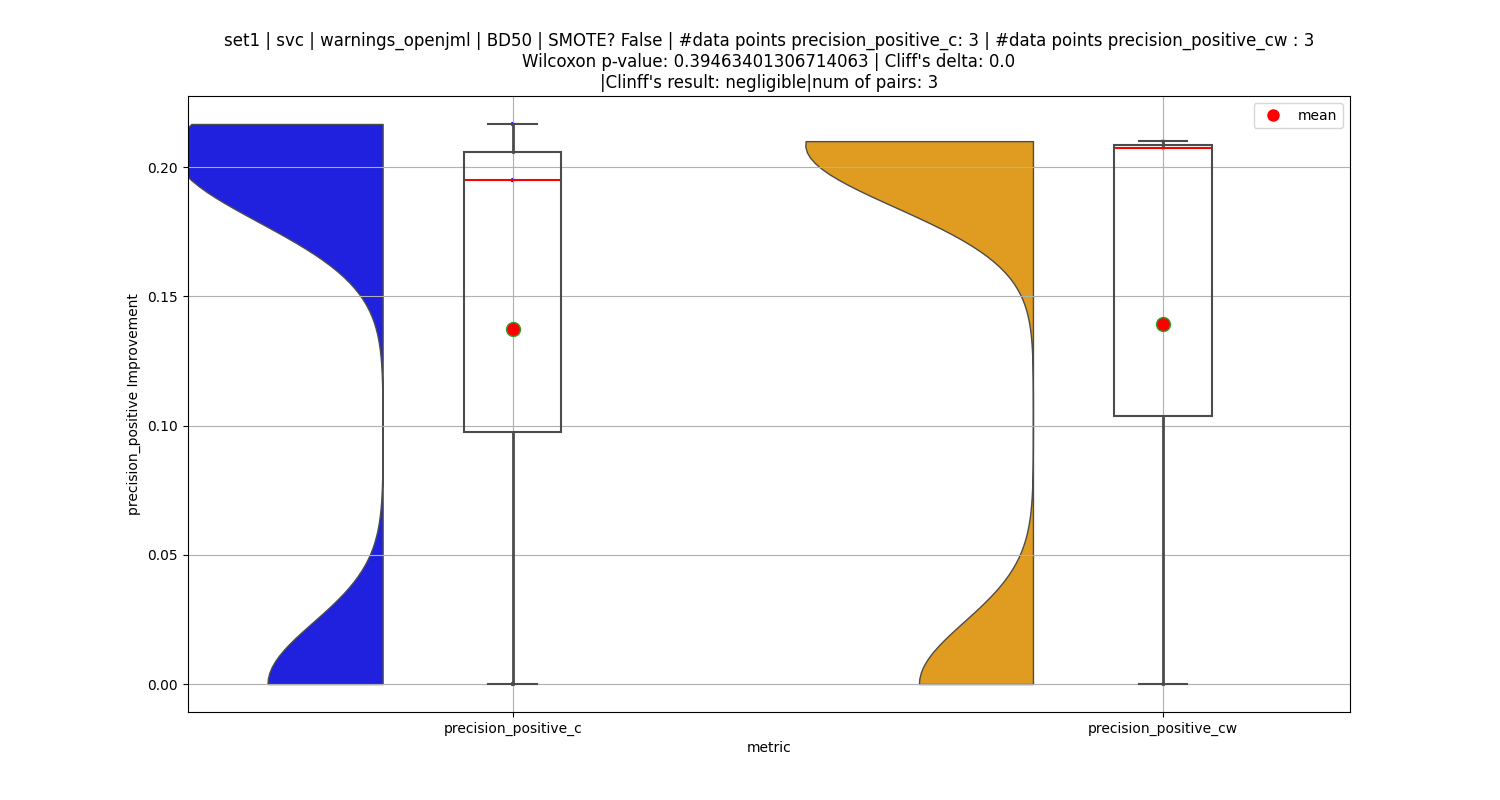 set1 | svc | warnings_openjml | BD50 | SMOTE? False | #data points precision_positive_c: 3 | #data points precision_positive_cw : 3
Wilcoxon p-value: 0.39463401306714063 | Cliff's delta: 0.0
|Clinff's result: negligible|num of pairs: 3
mean
precision_positive Improvement
0.20
0.15
0.10
0.05
0.00
precision_positive_c
precision_positive_cw
metric